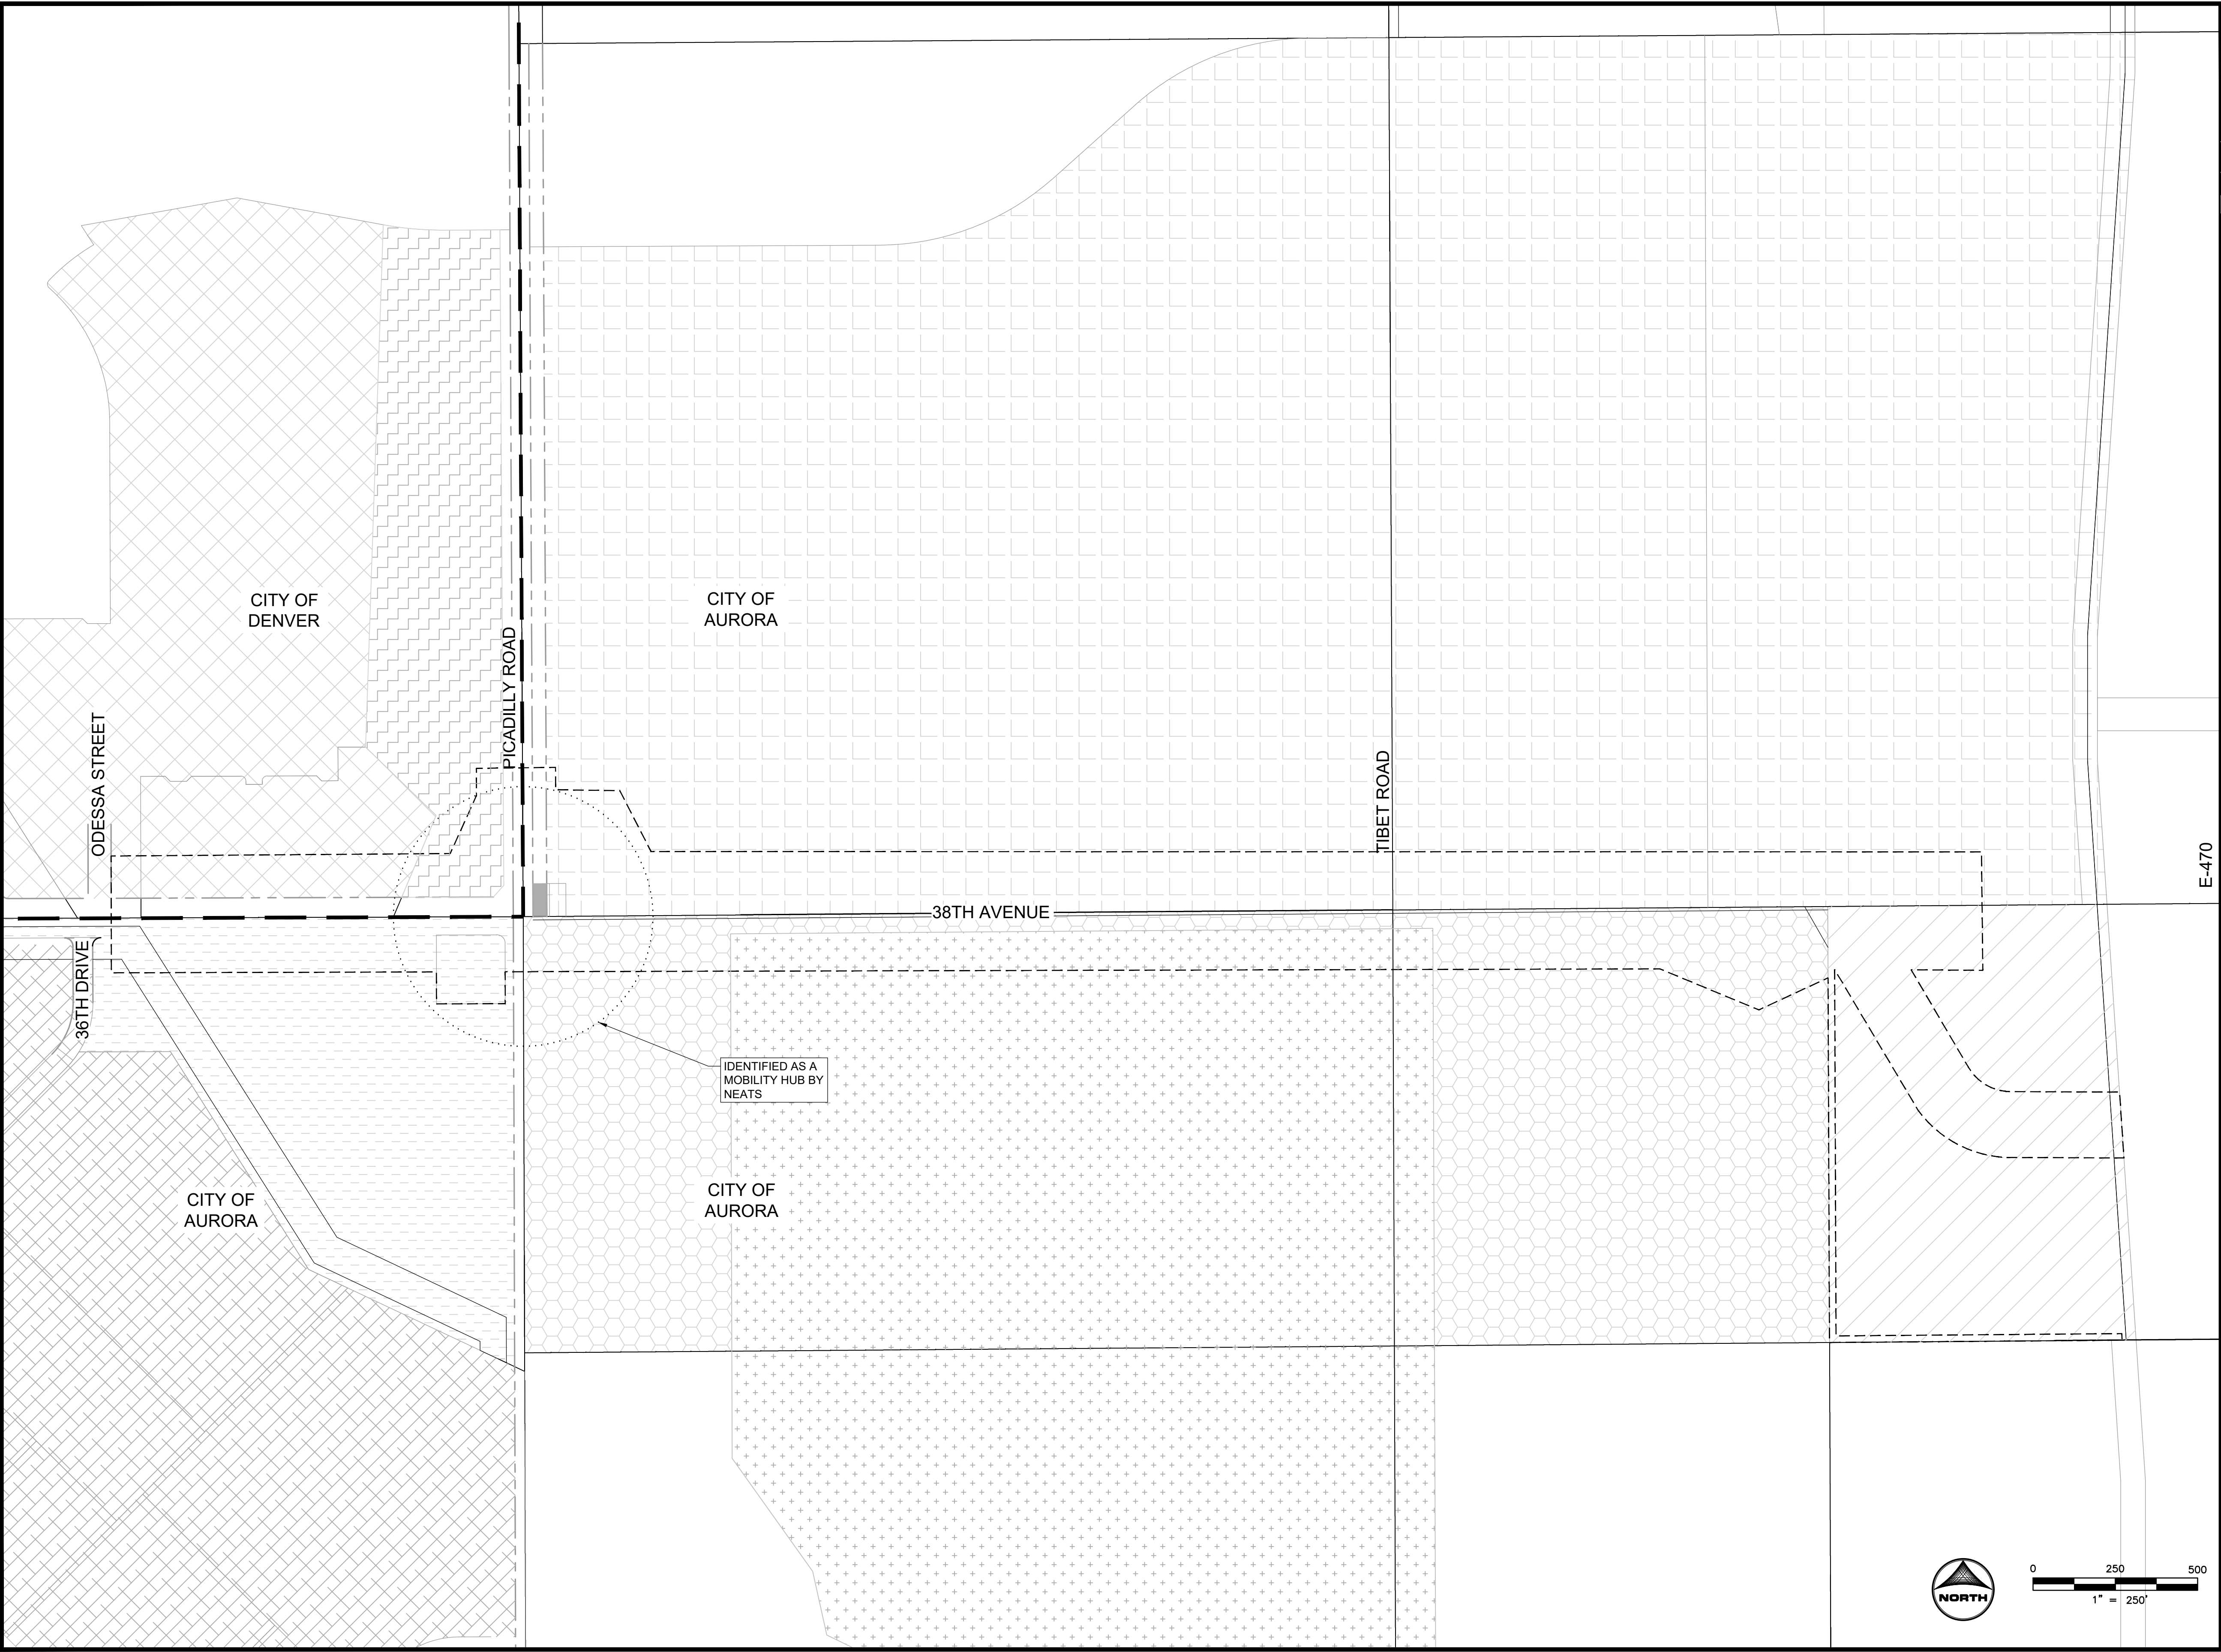 CITY OF
DENVER
CITY OF
AURORA
PICADILLY ROAD
ODESSA STREET
TIBET ROAD
E-470
38TH AVENUE
36TH DRIVE
IDENTIFIED AS A
MOBILITY HUB BY
NEATS
CITY OF
AURORA
CITY OF
AURORA
NORTH
0 250 500
1" = 250'